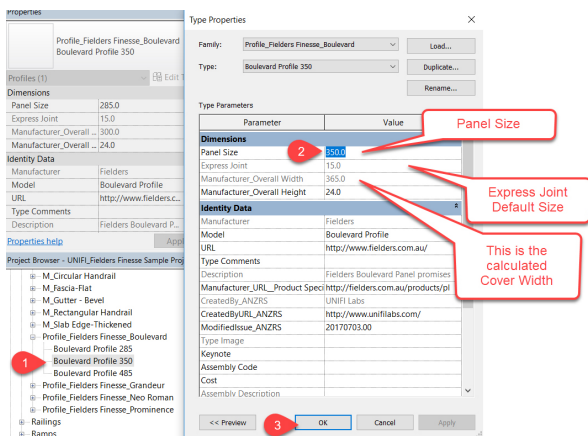 Properties
Profile_Fielders Finesse_Boulevard
Boulevard Profile 350
Profiles (1)
Edit T
Dimensions
Panel Size 285.0
Express Joint 15.0
Manufacturer_Overall ... 300.0
Manufacturer_Overall ... 24.0
Identity Data
Manufacturer Fielders
Model Boulevard Profile
URL http://www.fielders.c...
Type Comments
Description Fielders Boulevard P...
Properties help
Appl
Project Browser - UNIFI_Fielders Finesse Sample Proj
M_Circular Handrail
M_Fascia-Flat
M_Gutter - Bevel
M_Rectangular Handrail
M_Slab Edge-Thickened
Profile_Fielders Finesse_Boulevard
Boulevard Profile 285
1
Boulevard Profile 350
Boulevard Profile 485
Profile_Fielders Finesse_Grandeur
Profile_Fielders Finesse_Neo Roman
Profile_Fielders Finesse_Prominence
Railings
Ramps
Type Properties
Family: Profile_Fielders Finesse_Boulevard Load...
Type: Boulevard Profile 350 Duplicate...
Rename...
Type Parameters
Parameter Value
Dimensions
Panel Size 2 350.0
Express Joint 15.0
Manufacturer_Overall Width 365.0
Manufacturer_Overall Height 24.0
Identity Data
Manufacturer Fielders
Model Boulevard Profile
URL http://www.fielders.com.au/
Type Comments
Description Fielders Boulevard Panel promises
Manufacturer_URL__Product Speci http://fielders.com.au/products/pl
CreatedBy_ANZRS UNIFI Labs
CreatedByURL_ANZRS http://www.unifilabs.com/
ModifiedIssue_ANZRS 20170703.00
Type Image
Keynote
Assembly Code
Cost
Assembly Description
<< Preview 3 OK Cancel Apply
Panel Size
Express Joint
Default Size
This is the
calculated
Cover Width